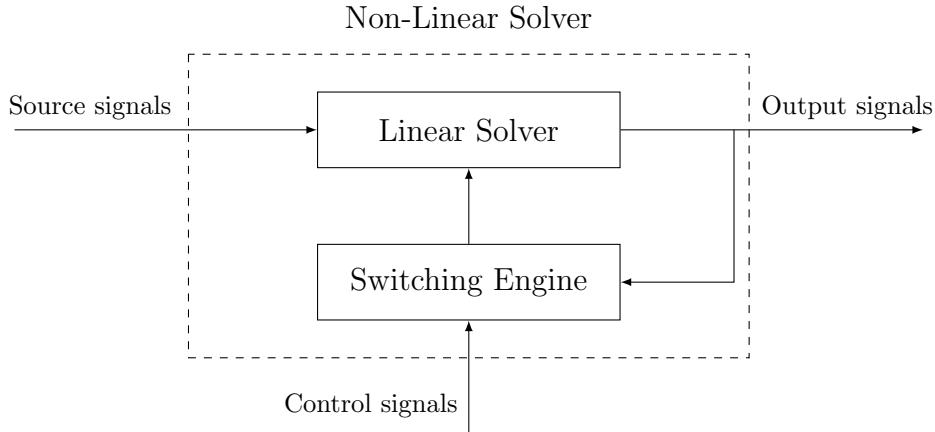 Non-Linear Solver
Source signals
Linear Solver
Output signals
Switching Engine
Control signals